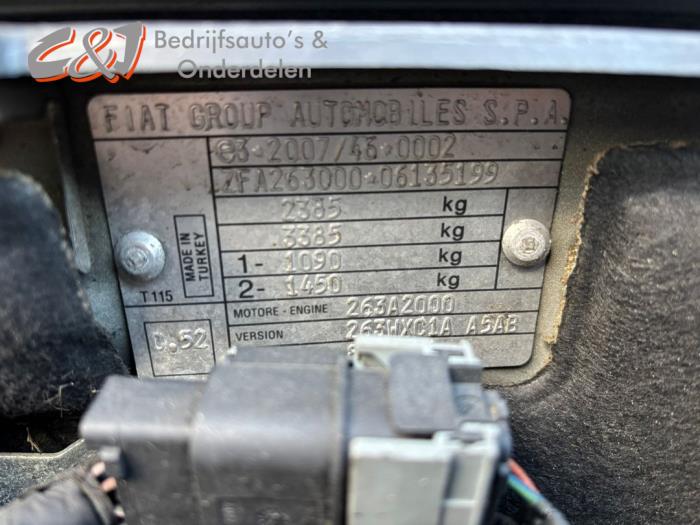 C&J Bedrijfsauto's &
Onderdelen
FIAT GROUP AUTOMOBILES S.P.A.
e3*2007/46*0002
ZFA263000*06135199
2385 kg
3385 kg
1- 1090 kg
2- 1450 kg
MADE IN
TURKEY
T115
MOTORE - ENGINE 263A2000
VERSION 263WXC1A A5AB
0.52